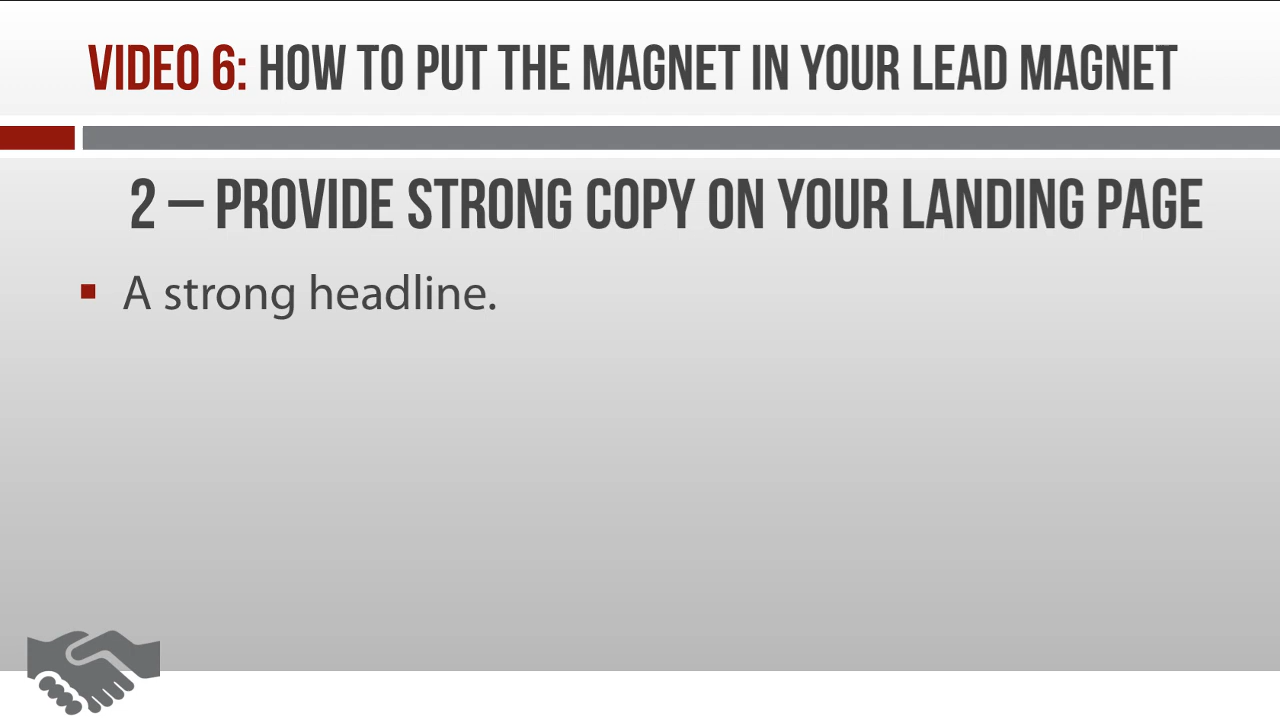 VIDEO 6: HOW TO PUT THE MAGNET IN YOUR LEAD MAGNET
2 – PROVIDE STRONG COPY ON YOUR LANDING PAGE
▪ A strong headline.